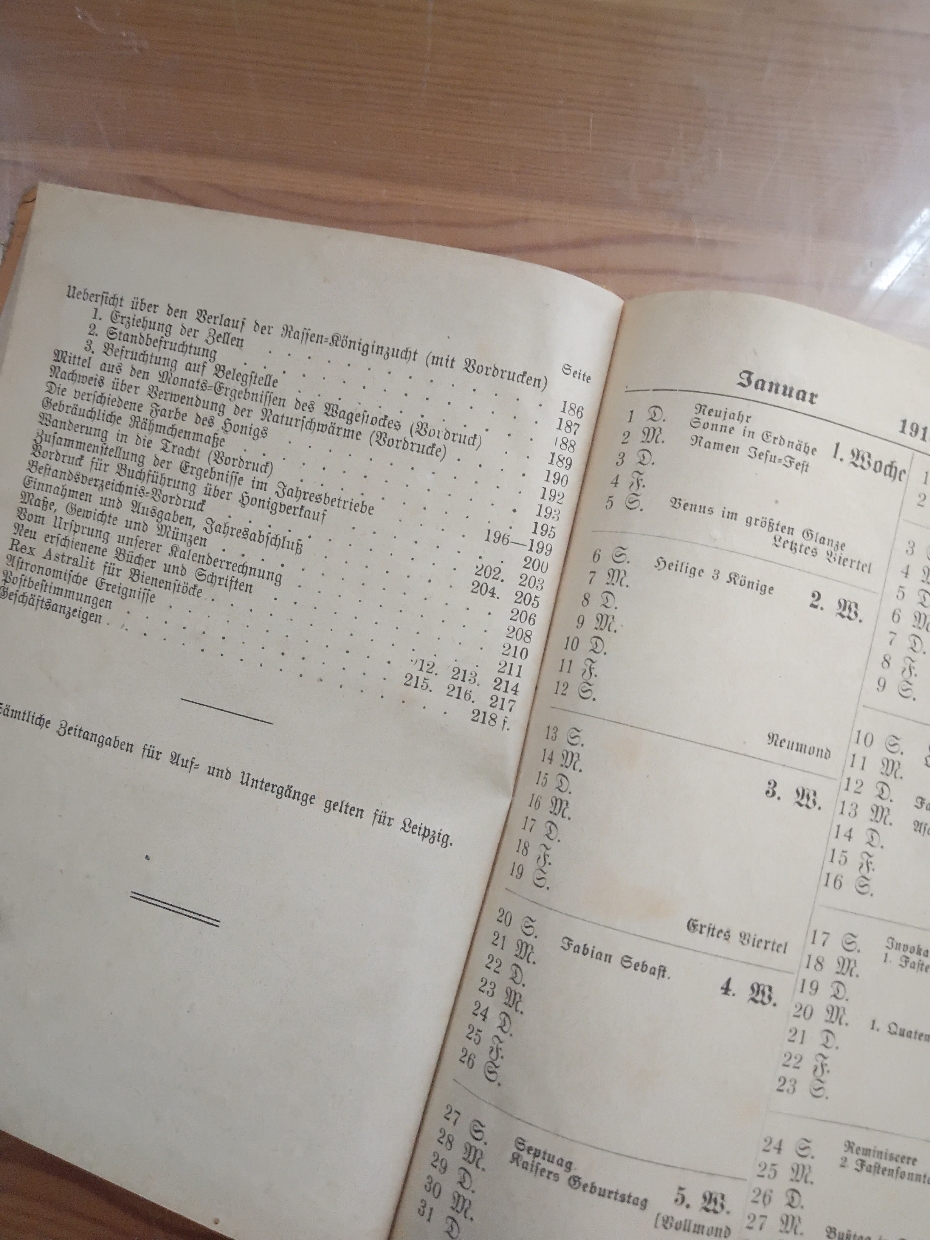 Seite
Uebersicht über den Verlauf der Rassen-Königinzucht (mit Vordrucken) 186
1. Erziehung der Zellen 187
2. Standbefruchtung 188
3. Befruchtung auf Belegstelle 189
Mittel aus den Monats-Ergebnissen des Wagestockes (Vordruck) 190
Nachweis über Verwendung der Naturschwärme (Vordrucke) 192
Die verschiedene Farbe des Honigs 193
Gebräuchliche Rähmchenmaße 195
Wanderung in die Tracht (Vordruck) 196—199
Zusammenstellung der Ergebnisse im Jahresbetriebe 200
Vordruck für Buchführung über Honigverkauf 202. 203
Bestandsverzeichnis-Vordruck 204. 205
Einnahmen und Ausgaben, Jahresabschluß 206
Maße, Gewichte und Münzen 208
Vom Ursprung unserer Kalenderrechnung 210
Neu erschienene Bücher und Schriften 211
Rex Astralit für Bienenstöcke 212. 213. 214
Astronomische Ereignisse 215. 216. 217
Postbestimmungen 218 f.
Geschäftsanzeigen
Sämtliche Zeitangaben für Auf- und Untergänge gelten für Leipzig.
Januar
191
1 D. Neujahr 1. Woche
Sonne in Erdnähe
2 M. Namen Jesu-Fest
3 D.
4 F.
5 S. Venus im größten Glanze
Letztes Viertel
6 S. Heilige 3 Könige 2. W.
7 M.
8 D.
9 M.
10 D.
11 F.
12 S.
Neumond
13 S. 3. W.
14 M.
15 D.
16 M.
17 D.
18 F.
19 S.
Erstes Viertel
20 S. Fabian Sebast. 4. W.
21 M.
22 D.
23 M.
24 D.
25 F.
26 S.
27 S. Septuag. 5. W.
Kaisers Geburtstag
28 M. [Vollmond
29 D.
30 M.
31 D
1
2
3 S
4 M
5 D
6 M
7 D.
8 F.
9 S.
10 S.
11 M.
12 D.
13 M.
14 D.
15 F.
16 S.
17 S. Invoka
1. Faste
18 M.
19 D.
20 M. 1. Quatem
21 D.
22 F.
23 S.
24 S. Reminiscere
2. Fastensonnta
25 M.
26 D.
27 M. Bußtag in